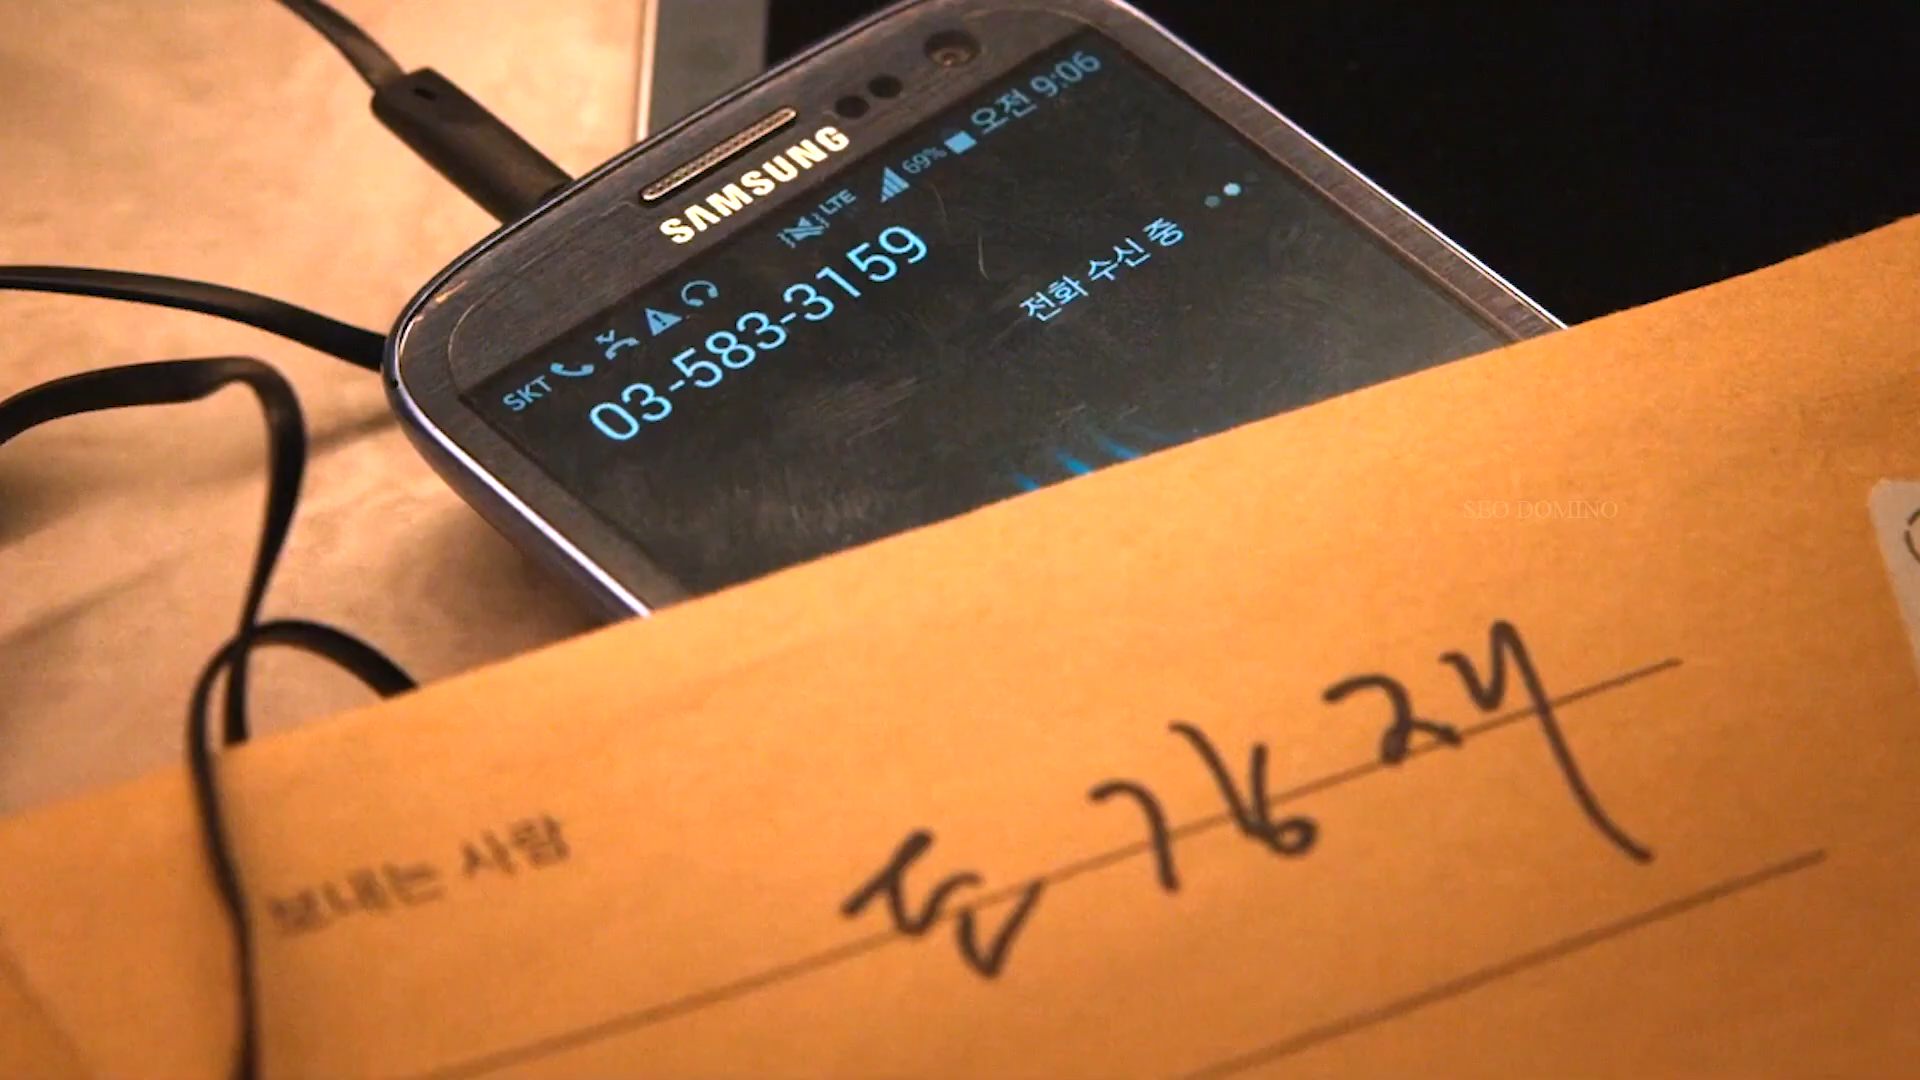 SAMSUNG
SKT LTE 69% 오전 9:06
03-583-3159
전화 수신 중
SEO DOMINO
보내는 사람